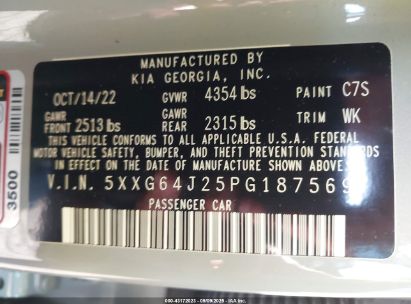 MANUFACTURED BY
KIA GEORGIA, INC.
OCT/14/22 GVWR 4354 lbs PAINT C7S
GAWR FRONT 2513 lbs GAWR REAR 2315 lbs TRIM WK
THIS VEHICLE CONFORMS TO ALL APPLICABLE FEDERAL
MOTOR VEHICLE SAFETY, BUMPER, AND THEFT PREVENTION STANDARDS
IN EFFECT ON THE DATE OF MANUFACTURE SHOWN ABOVE.
V.I.N. 5XXG64J25PG187569
PASSENGER CAR
3500